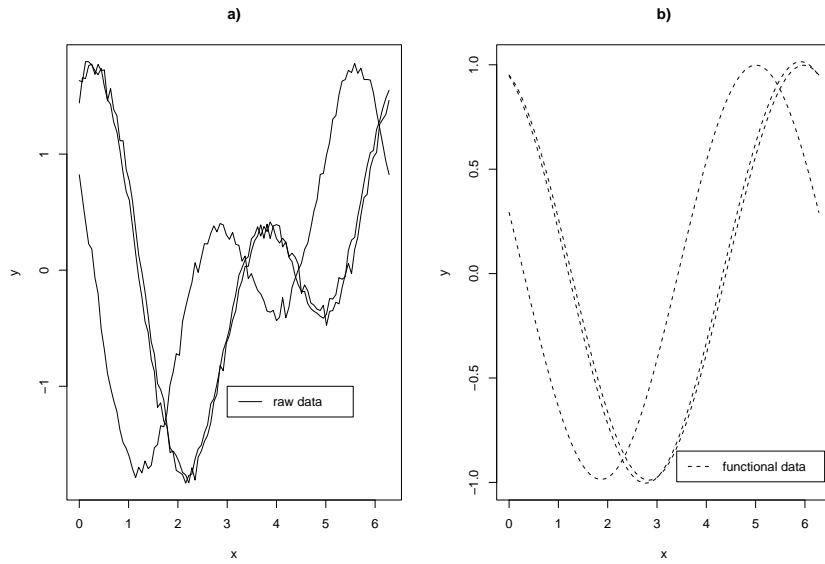 a)
1
0
−1
y
raw data
0 1 2 3 4 5 6
x
b)
1.0
0.5
0.0
−0.5
−1.0
y
functional data
0 1 2 3 4 5 6
x